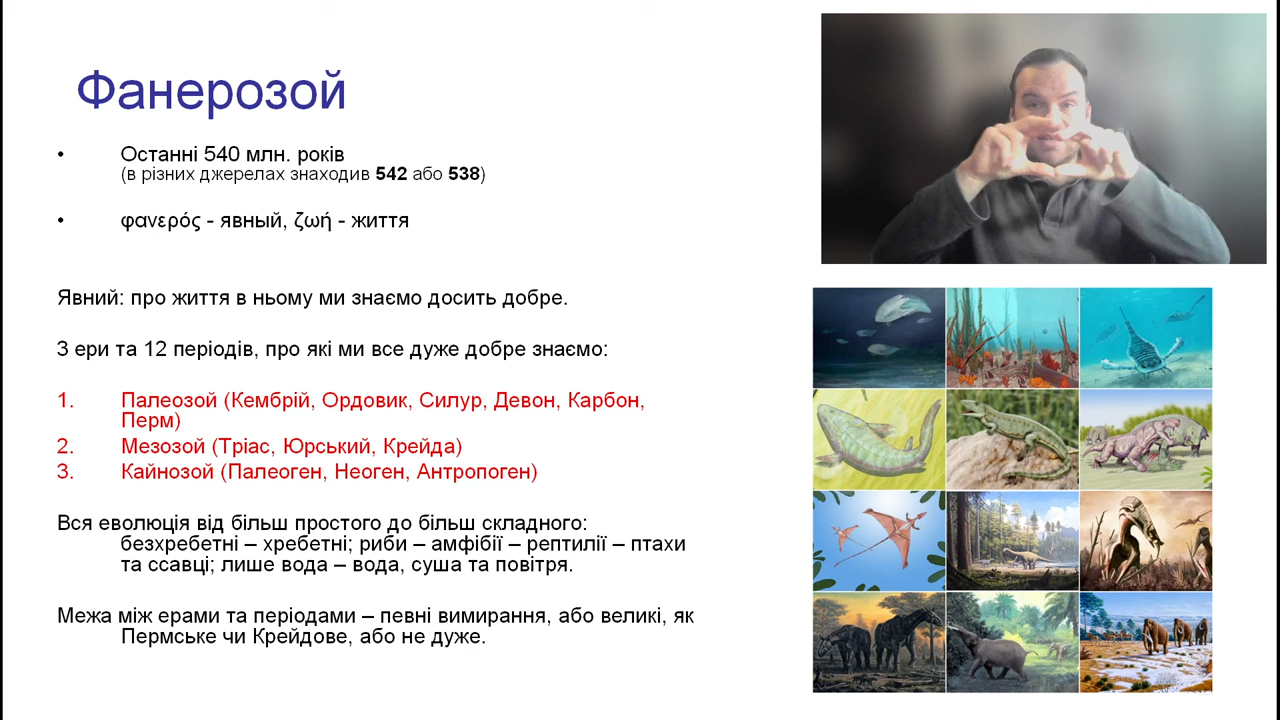 Фанерозой
• Останні 540 млн. років
(в різних джерелах знаходив 542 або 538)
• φανερός - явный, ζωή - життя
Явний: про життя в ньому ми знаємо досить добре.
3 ери та 12 періодів, про які ми все дуже добре знаємо:
1. Палеозой (Кембрій, Ордовик, Силур, Девон, Карбон,
Перм)
2. Мезозой (Тріас, Юрський, Крейда)
3. Кайнозой (Палеоген, Неоген, Антропоген)
Вся еволюція від більш простого до більш складного:
безхребетні – хребетні; риби – амфібії – рептилії – птахи
та ссавці; лише вода – вода, суша та повітря.
Межа між ерами та періодами – певні вимирання, або великі, як
Пермське чи Крейдове, або не дуже.